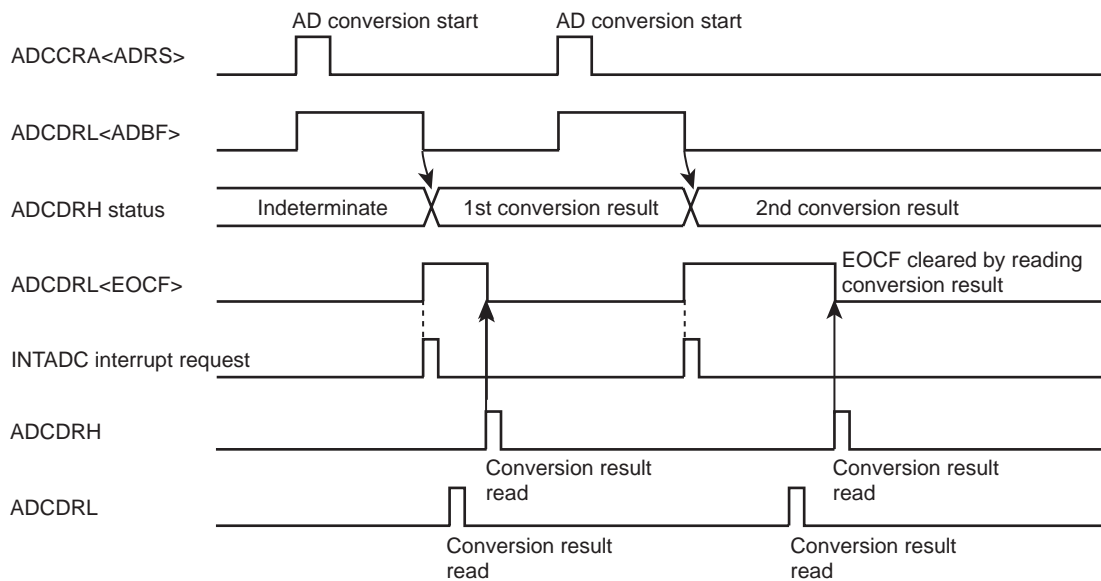 AD conversion start
AD conversion start
ADCCRA<ADRS>
ADCDRL<ADBF>
ADCDRH status
Indeterminate
1st conversion result
2nd conversion result
ADCDRL<EOCF>
EOCF cleared by reading
conversion result
INTADC interrupt request
ADCDRH
Conversion result
read
Conversion result
read
ADCDRL
Conversion result
read
Conversion result
read